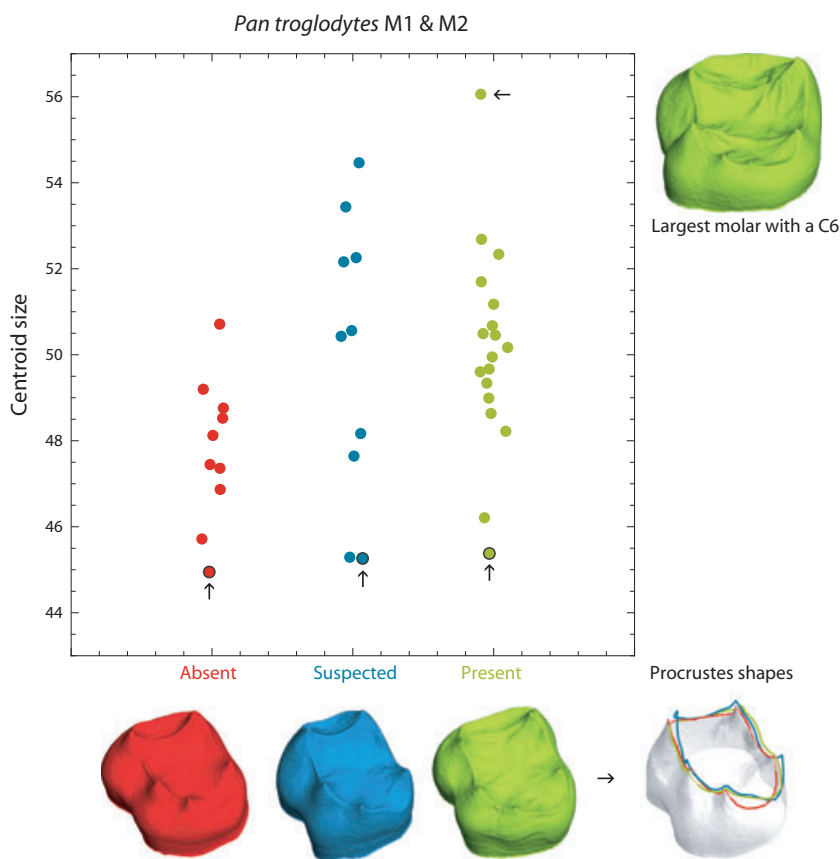 Pan troglodytes M1 & M2
Centroid size
56
54
52
50
48
46
44
Largest molar with a C6
Absent
Suspected
Present
Procrustes shapes